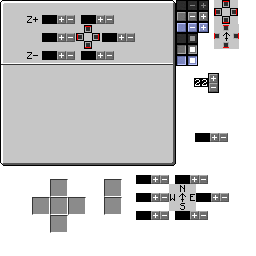 Z+ + - + -
+ - + -
Z- + - + -
22 + -
+ -
+ - + -
N
+ - W E + -
S
+ - + -